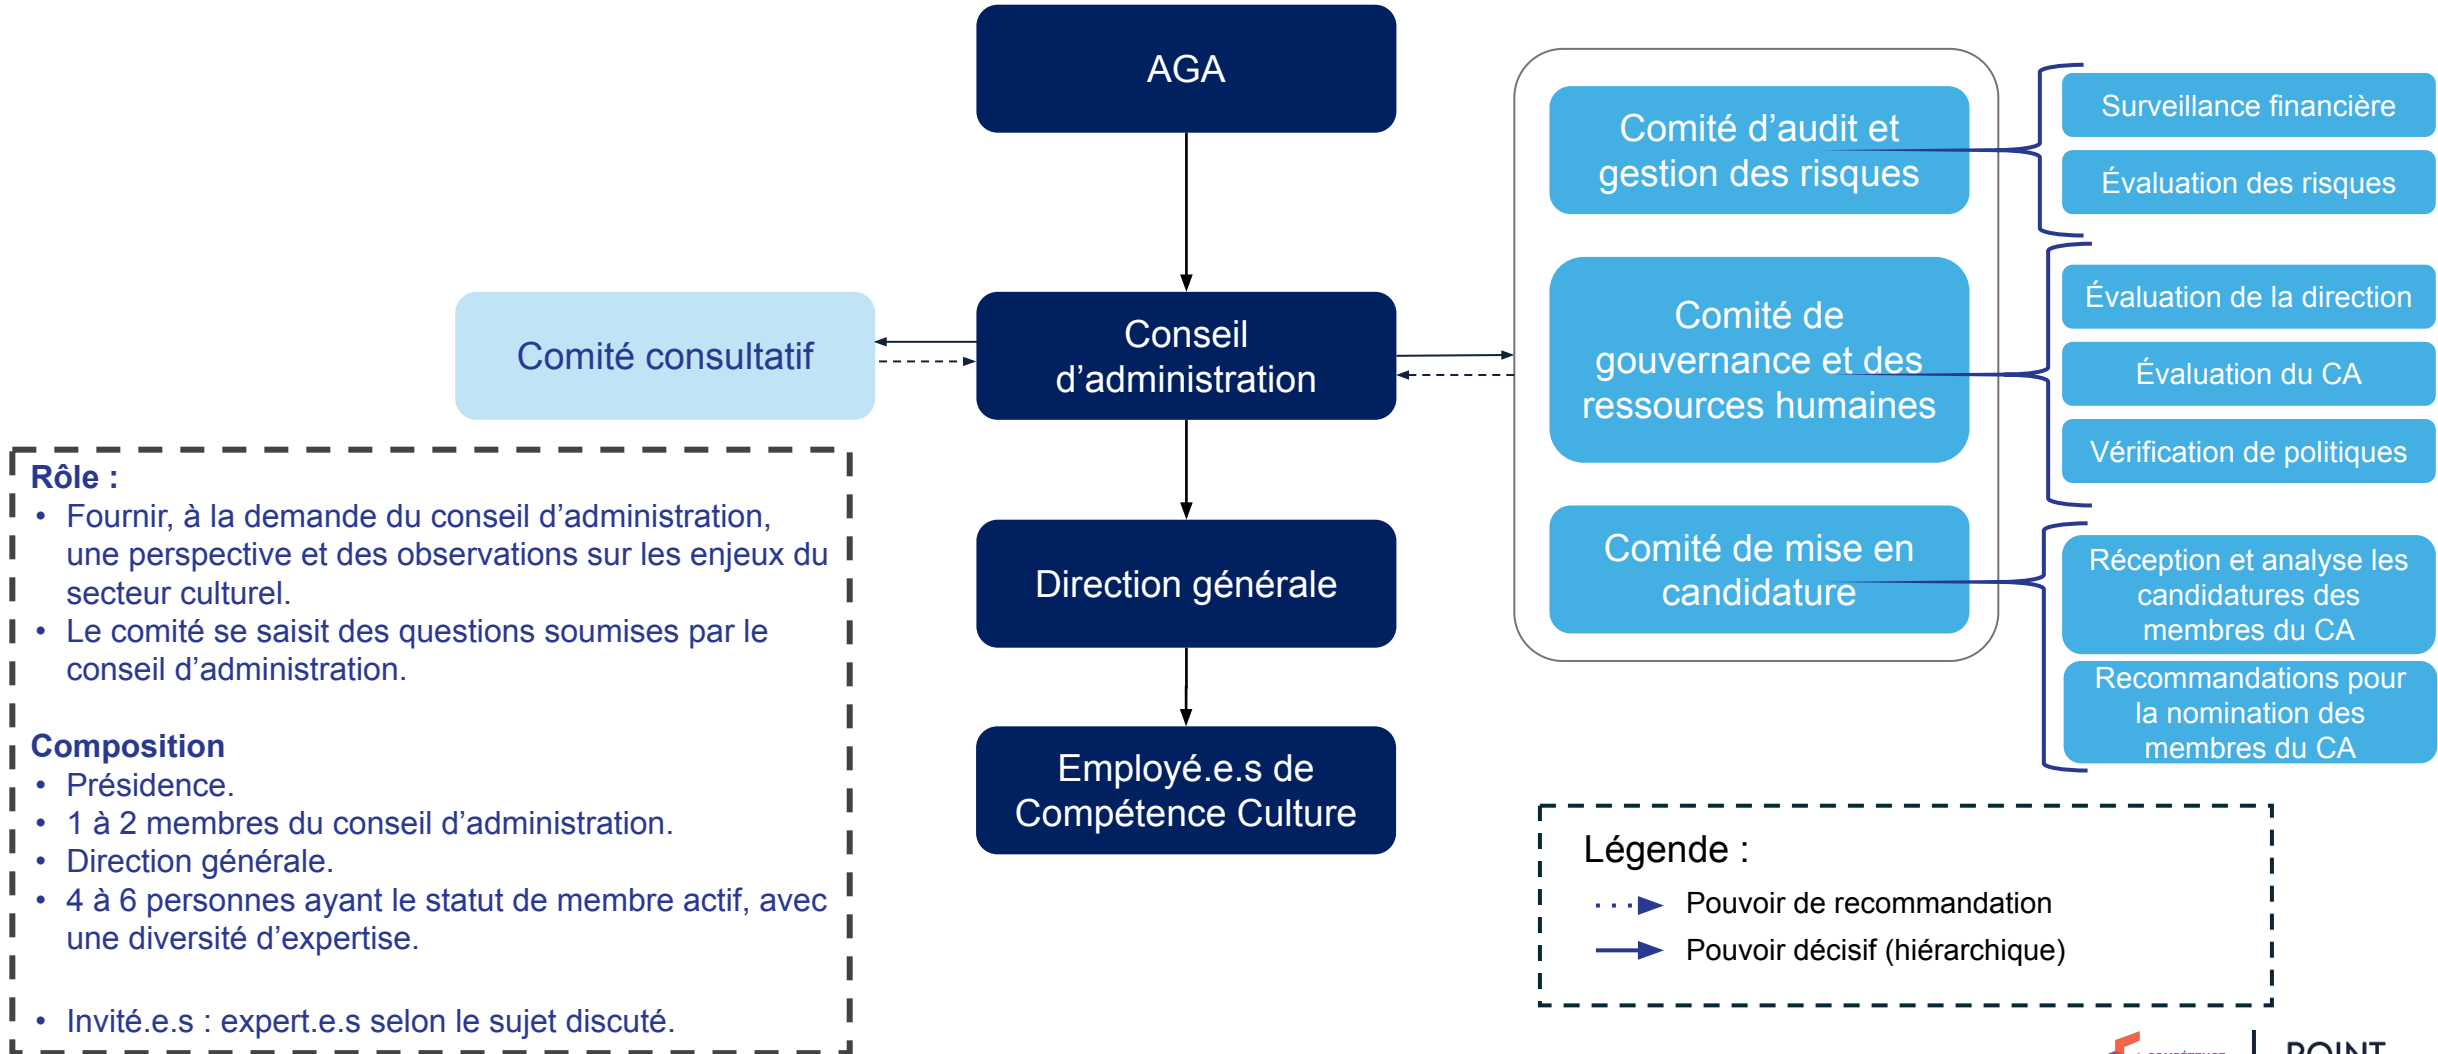 AGA
Comité consultatif
Conseil
d’administration
Direction générale
Employé.e.s de
Compétence Culture
Rôle :
• Fournir, à la demande du conseil d’administration,
une perspective et des observations sur les enjeux du
secteur culturel.
• Le comité se saisit des questions soumises par le
conseil d’administration.
Composition
• Présidence.
• 1 à 2 membres du conseil d’administration.
• Direction générale.
• 4 à 6 personnes ayant le statut de membre actif, avec
une diversité d’expertise.
• Invité.e.s : expert.e.s selon le sujet discuté.
Comité d’audit et
gestion des risques
Surveillance financière
Évaluation des risques
Comité de
gouvernance et des
ressources humaines
Évaluation de la direction
Évaluation du CA
Vérification de politiques
Comité de mise en
candidature
Réception et analyse les
candidatures des
membres du CA
Recommandations pour
la nomination des
membres du CA
Légende :
Pouvoir de recommandation
Pouvoir décisif (hiérarchique)
POINT